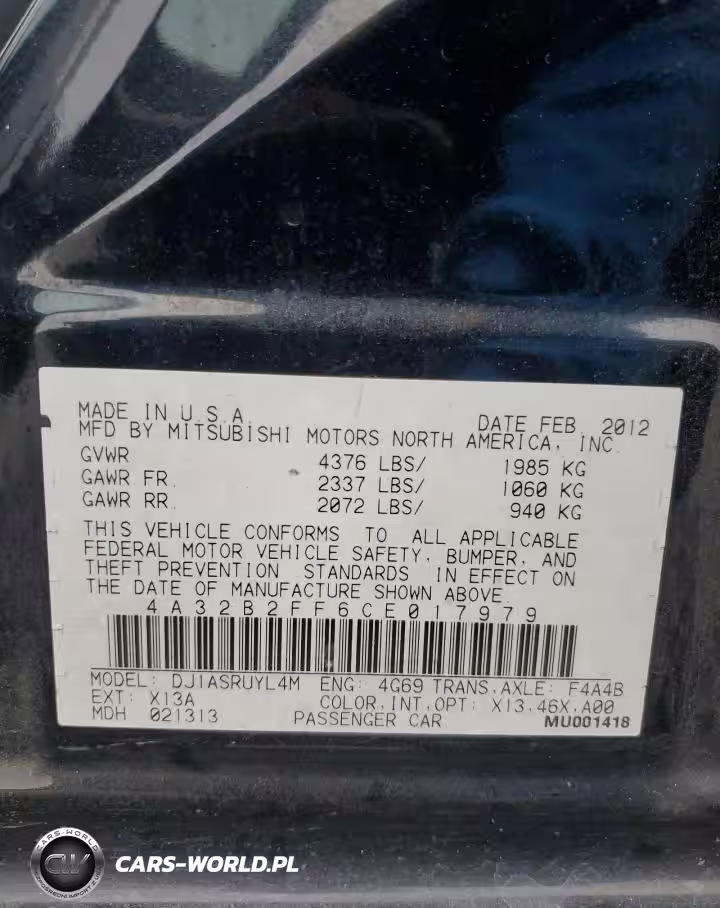 MADE IN U.S.A. DATE FEB. 2012
MFD BY MITSUBISHI MOTORS NORTH AMERICA, INC.
GVWR 4376 LBS/ 1985 KG
GAWR FR. 2337 LBS/ 1060 KG
GAWR RR. 2072 LBS/ 940 KG
THIS VEHICLE CONFORMS TO ALL APPLICABLE
FEDERAL MOTOR VEHICLE SAFETY, BUMPER, AND
THEFT PREVENTION STANDARDS IN EFFECT ON
THE DATE OF MANUFACTURE SHOWN ABOVE.
4A32B2FF6CE017979
MODEL: DJ1ASRUYL4M ENG: 4G69 TRANS,AXLE: F4A4B
EXT: X13A COLOR,INT,OPT: X13,46X,A00
MDH 021313 PASSENGER CAR MU001418
CARS-WORLD
CW
CARS-WORLD.PL